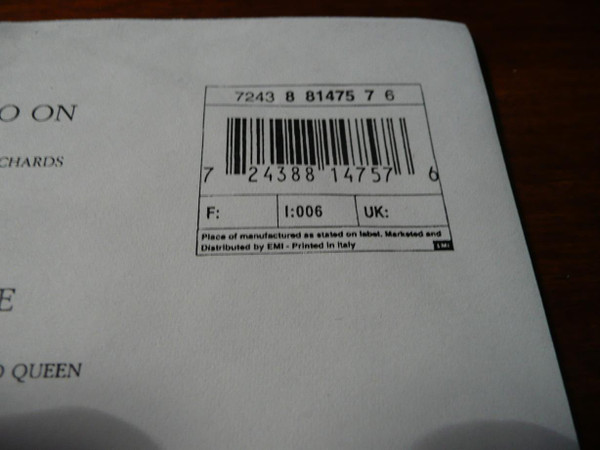 7243 8 81475 7 6
O ON
CHARDS
7 24388 14757 6
F: I:006 UK:
Place of manufactured as stated on label. Marketed and
Distributed by EMI - Printed in Italy EMI
E
D QUEEN